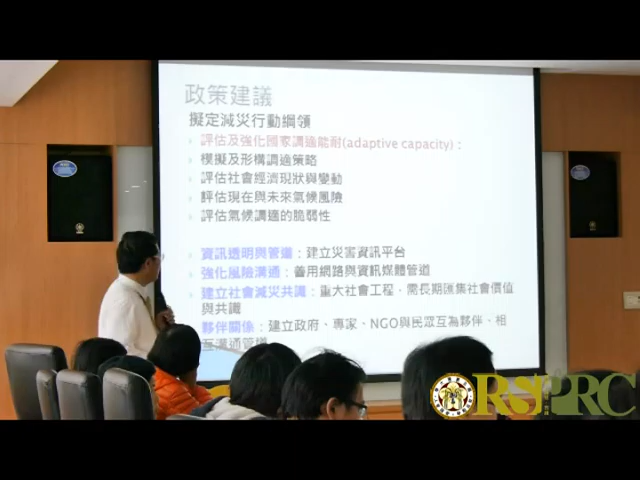 政策建議
擬定減災行動綱領
評估及強化國家調適能耐(adaptive capacity)：
模擬及形構調適策略
評估社會經濟現狀與變動
評估現在與未來氣候風險
評估氣候調適的脆弱性
資訊透明與管道：建立災害資訊平台
強化風險溝通：善用網路與資訊媒體管道
建立社會減災共識：重大社會工程，需長期匯集社會價值
與共識
夥伴關係：建立政府、專家、NGO與民眾互為夥伴、相
互溝通管道
RSPRC